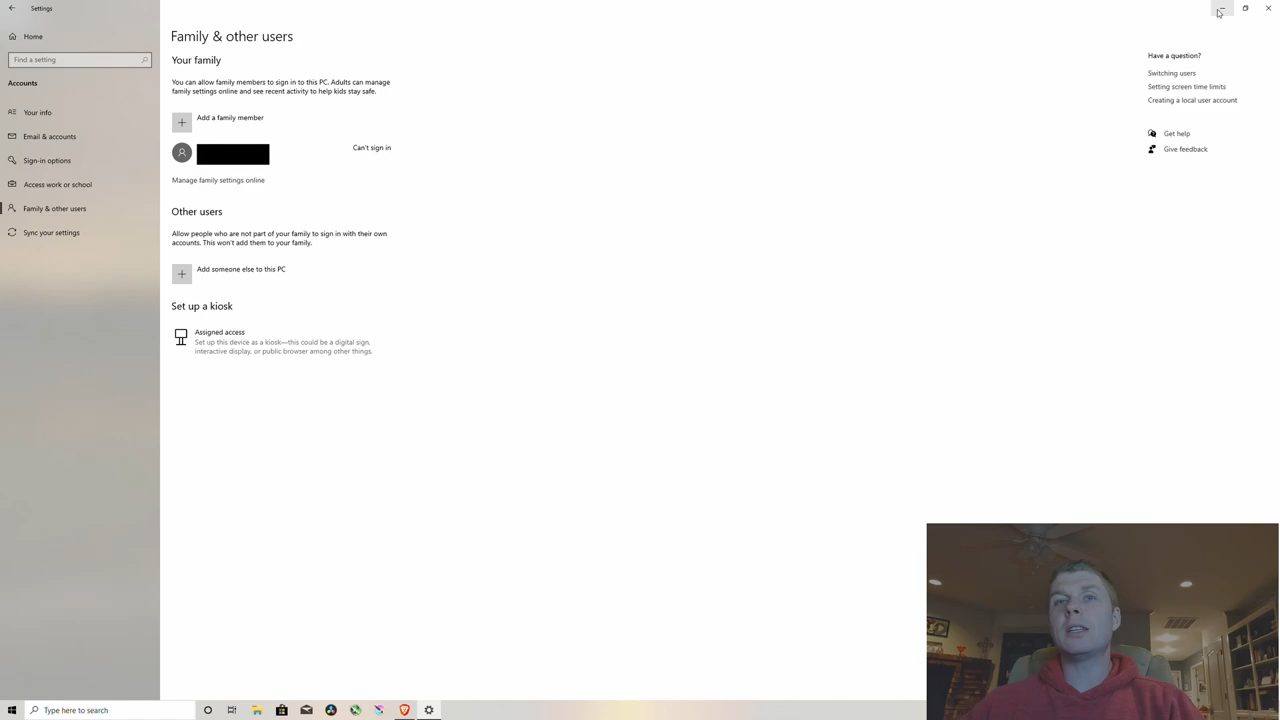 Settings
Home
Find a setting
Accounts
Your info
Email & accounts
Sign-in options
Access work or school
Family & other users
Sync your settings
Family & other users
Your family
You can allow family members to sign in to this PC. Adults can manage
family settings online and see recent activity to help kids stay safe.
Add a family member
Can't sign in
Manage family settings online
Other users
Allow people who are not part of your family to sign in with their own
accounts. This won't add them to your family.
Add someone else to this PC
Set up a kiosk
Assigned access
Set up this device as a kiosk—this could be a digital sign,
interactive display, or public browser among other things.
Have a question?
Switching users
Setting screen time limits
Creating a local user account
Get help
Give feedback
Type here to search